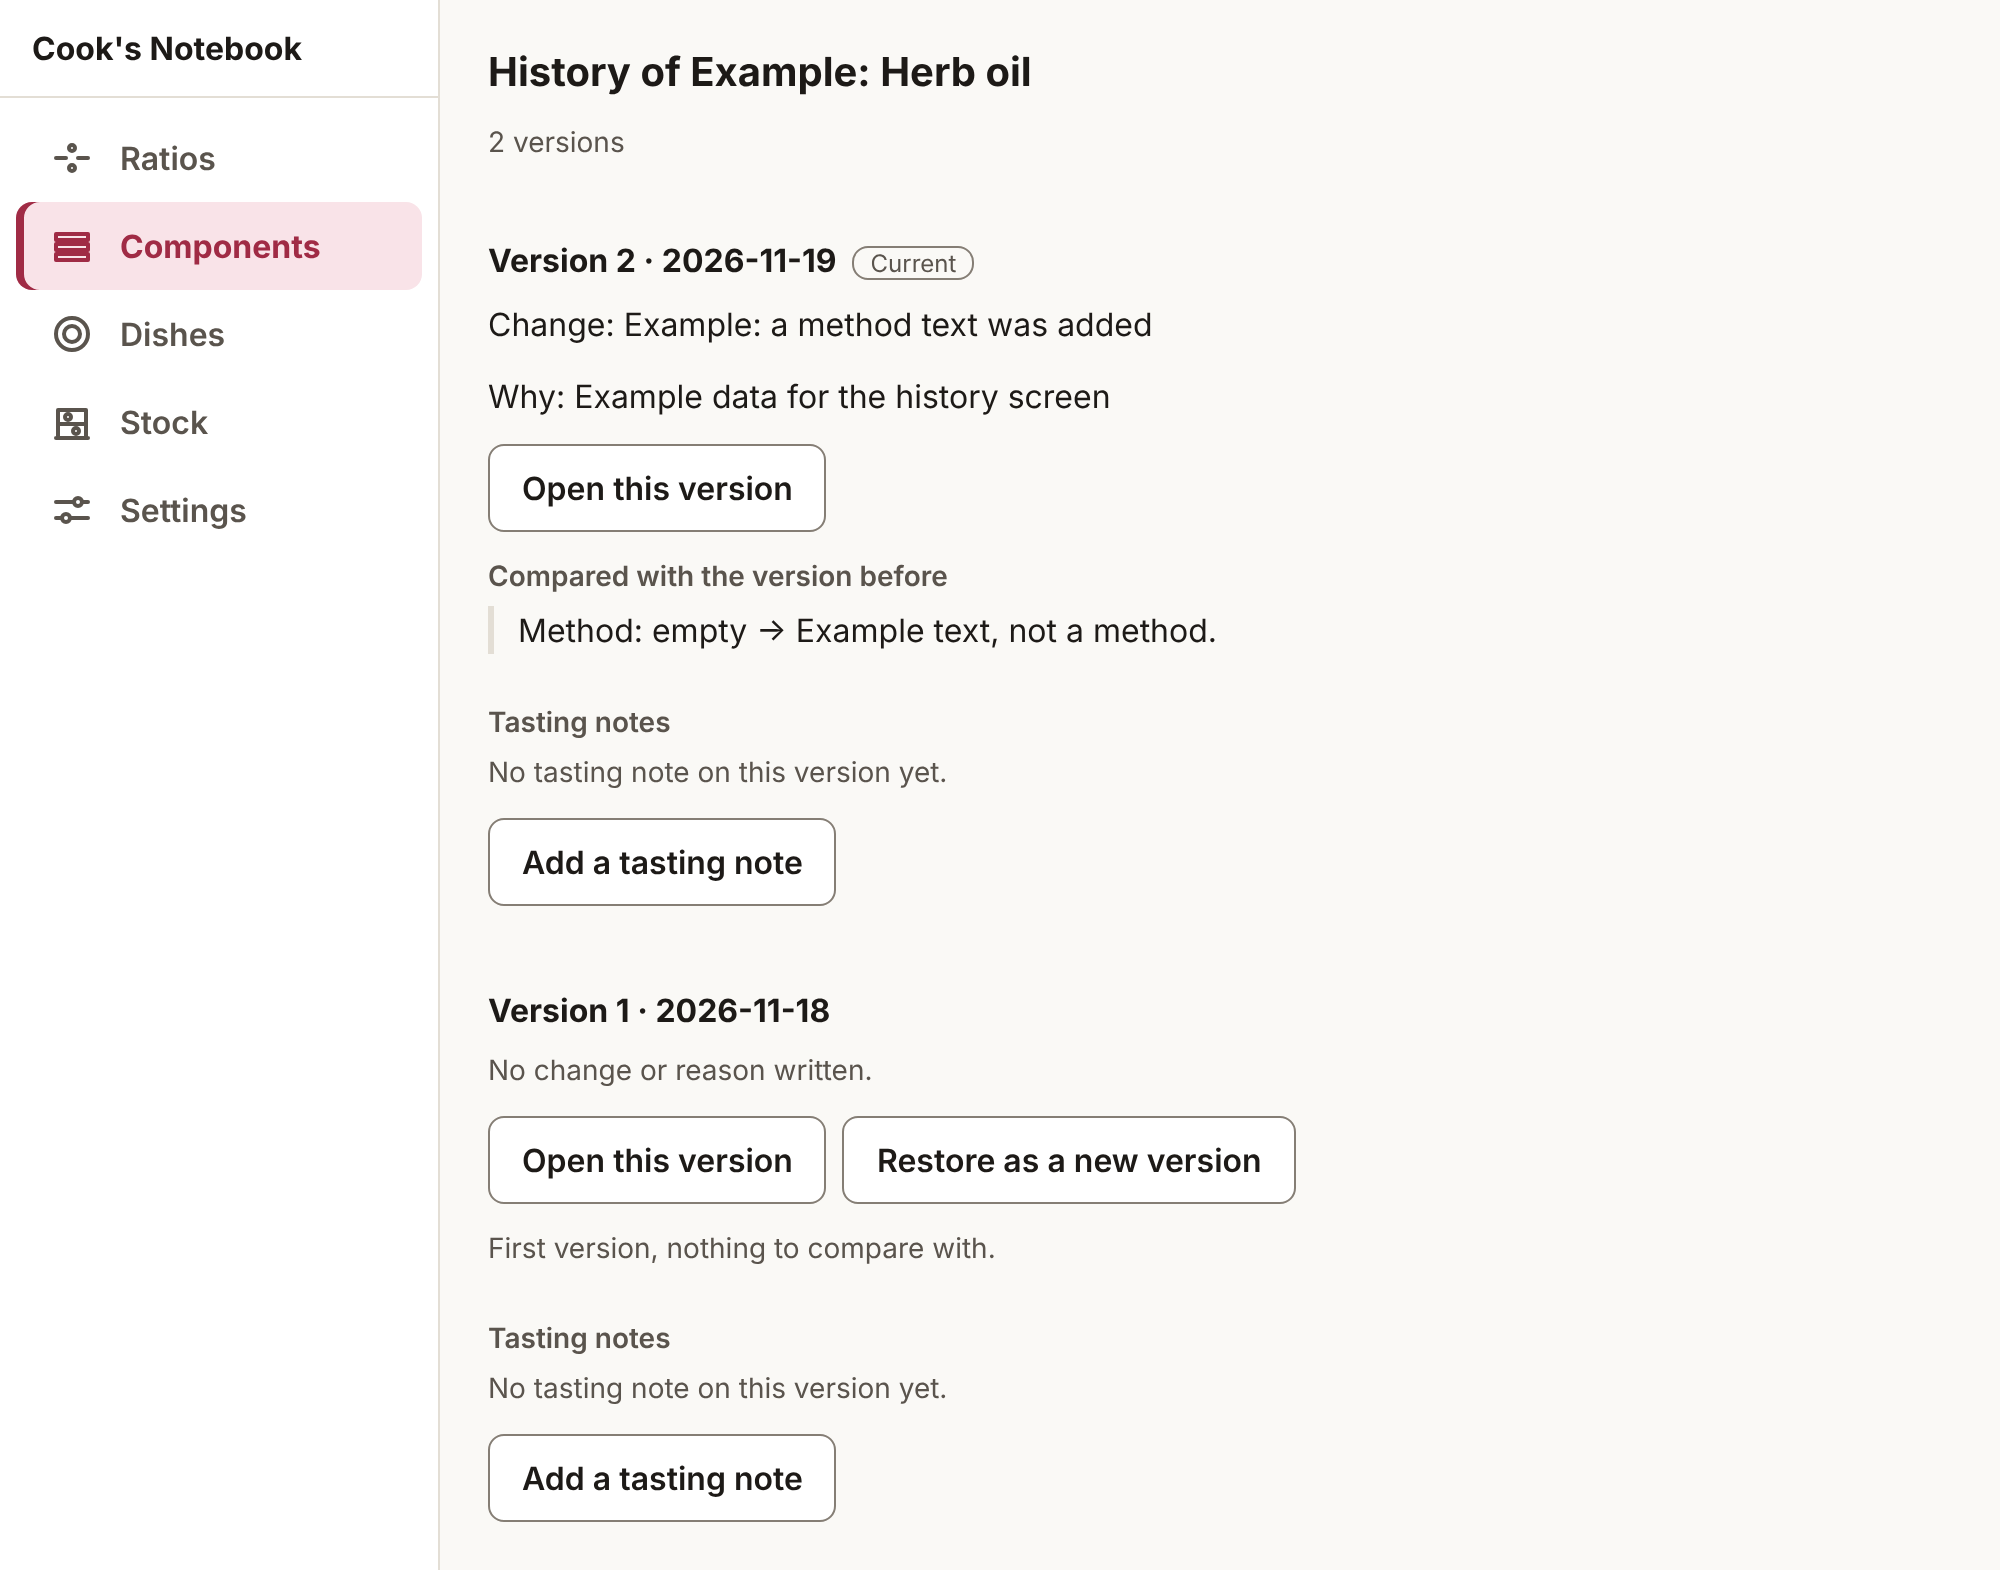 Cook's Notebook
Ratios
Components
Dishes
Stock
Settings
History of Example: Herb oil
2 versions
Version 2 · 2026-11-19 Current
Change: Example: a method text was added
Why: Example data for the history screen
Open this version
Compared with the version before
Method: empty → Example text, not a method.
Tasting notes
No tasting note on this version yet.
Add a tasting note
Version 1 · 2026-11-18
No change or reason written.
Open this version Restore as a new version
First version, nothing to compare with.
Tasting notes
No tasting note on this version yet.
Add a tasting note